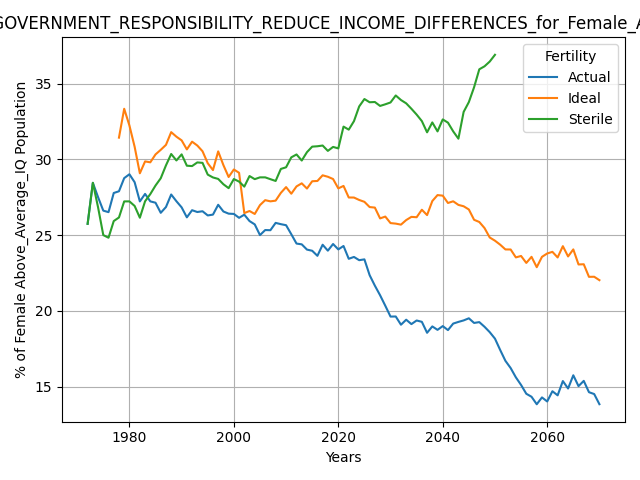 GOVERNMENT_RESPONSIBILITY_REDUCE_INCOME_DIFFERENCES_for_Female_A
Fertility
Actual
Ideal
Sterile
35
30
25
20
15
% of Female Above_Average_IQ Population
1980 2000 2020 2040 2060
Years